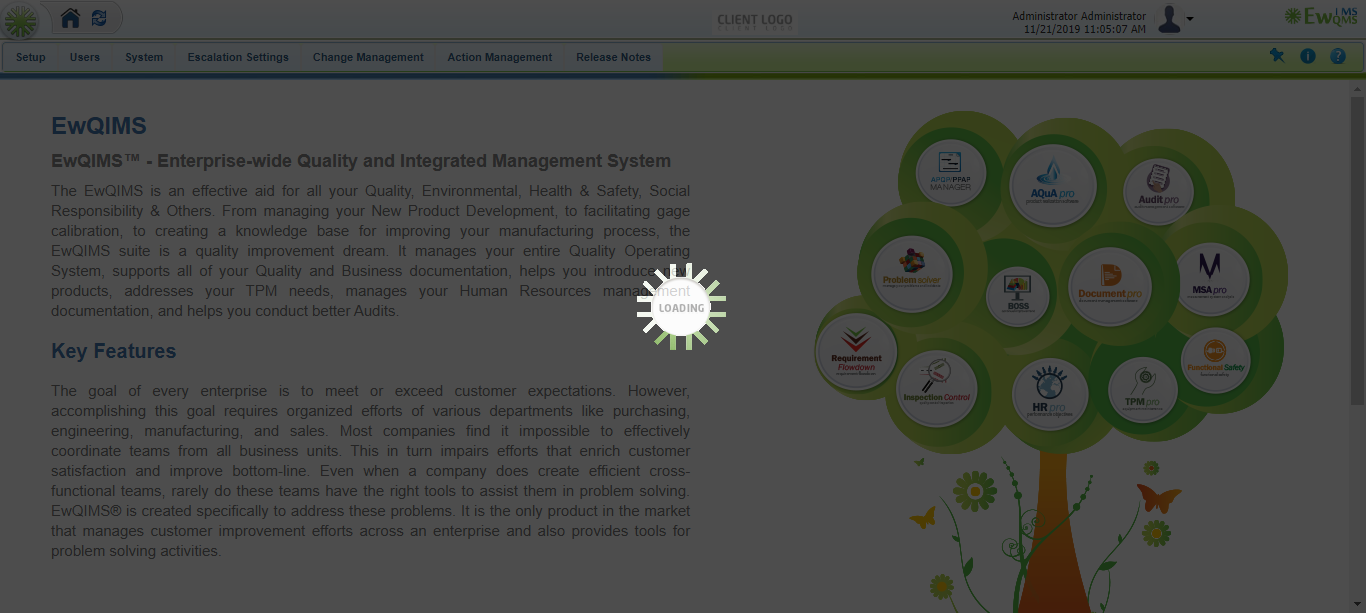 CLIENT LOGO
Administrator Administrator
11/21/2019 11:05:07 AM
EwQMS
IMS
Setup Users System Escalation Settings Change Management Action Management Release Notes
EwQIMS
EwQIMS™ - Enterprise-wide Quality and Integrated Management System
The EwQIMS is an effective aid for all your Quality, Environmental, Health & Safety, Social
Responsibility & Others. From managing your New Product Development, to facilitating gage
calibration, to creating a knowledge base for improving your manufacturing process, the
EwQIMS suite is a quality improvement dream. It manages your entire Quality Operating
System, supports all of your Quality and Business documentation, helps you introduce new
products, addresses your TPM needs, manages your Human Resources management
documentation, and helps you conduct better Audits.
LOADING
Key Features
The goal of every enterprise is to meet or exceed customer expectations. However,
accomplishing this goal requires organized efforts of various departments like purchasing,
engineering, manufacturing, and sales. Most companies find it impossible to effectively
coordinate teams from all business units. This in turn impairs efforts that enrich customer
satisfaction and improve bottom-line. Even when a company does create efficient cross-
functional teams, rarely do these teams have the right tools to assist them in problem solving.
EwQIMS® is created specifically to address these problems. It is the only product in the market
that manages customer improvement efforts across an enterprise and also provides tools for
problem solving activities.
APQP/PPAP
MANAGER
AQuA pro
Audit pro
Problem solver
BOSS
Document pro
MSA pro
Requirement
Flowdown
Inspection Control
HR pro
TPM pro
Functional Safety